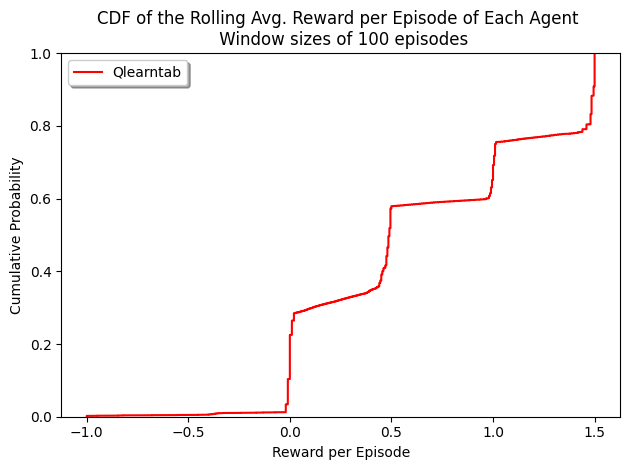 CDF of the Rolling Avg. Reward per Episode of Each Agent
Window sizes of 100 episodes
Qlearntab
Cumulative Probability
1.0
0.8
0.6
0.4
0.2
0.0
−1.0 −0.5 0.0 0.5 1.0 1.5
Reward per Episode